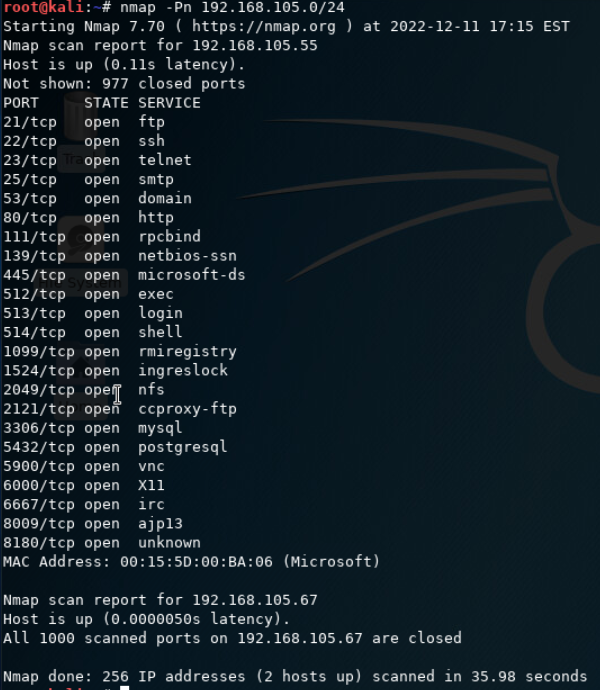 root@kali:~# nmap -Pn 192.168.105.0/24
Starting Nmap 7.70 ( https://nmap.org ) at 2022-12-11 17:15 EST
Nmap scan report for 192.168.105.55
Host is up (0.11s latency).
Not shown: 977 closed ports
PORT     STATE SERVICE
21/tcp   open  ftp
22/tcp   open  ssh
23/tcp   open  telnet
25/tcp   open  smtp
53/tcp   open  domain
80/tcp   open  http
111/tcp  open  rpcbind
139/tcp  open  netbios-ssn
445/tcp  open  microsoft-ds
512/tcp  open  exec
513/tcp  open  login
514/tcp  open  shell
1099/tcp open  rmiregistry
1524/tcp open  ingreslock
2049/tcp open  nfs
2121/tcp open  ccproxy-ftp
3306/tcp open  mysql
5432/tcp open  postgresql
5900/tcp open  vnc
6000/tcp open  X11
6667/tcp open  irc
8009/tcp open  ajp13
8180/tcp open  unknown
MAC Address: 00:15:5D:00:BA:06 (Microsoft)
Nmap scan report for 192.168.105.67
Host is up (0.0000050s latency).
All 1000 scanned ports on 192.168.105.67 are closed
Nmap done: 256 IP addresses (2 hosts up) scanned in 35.98 seconds